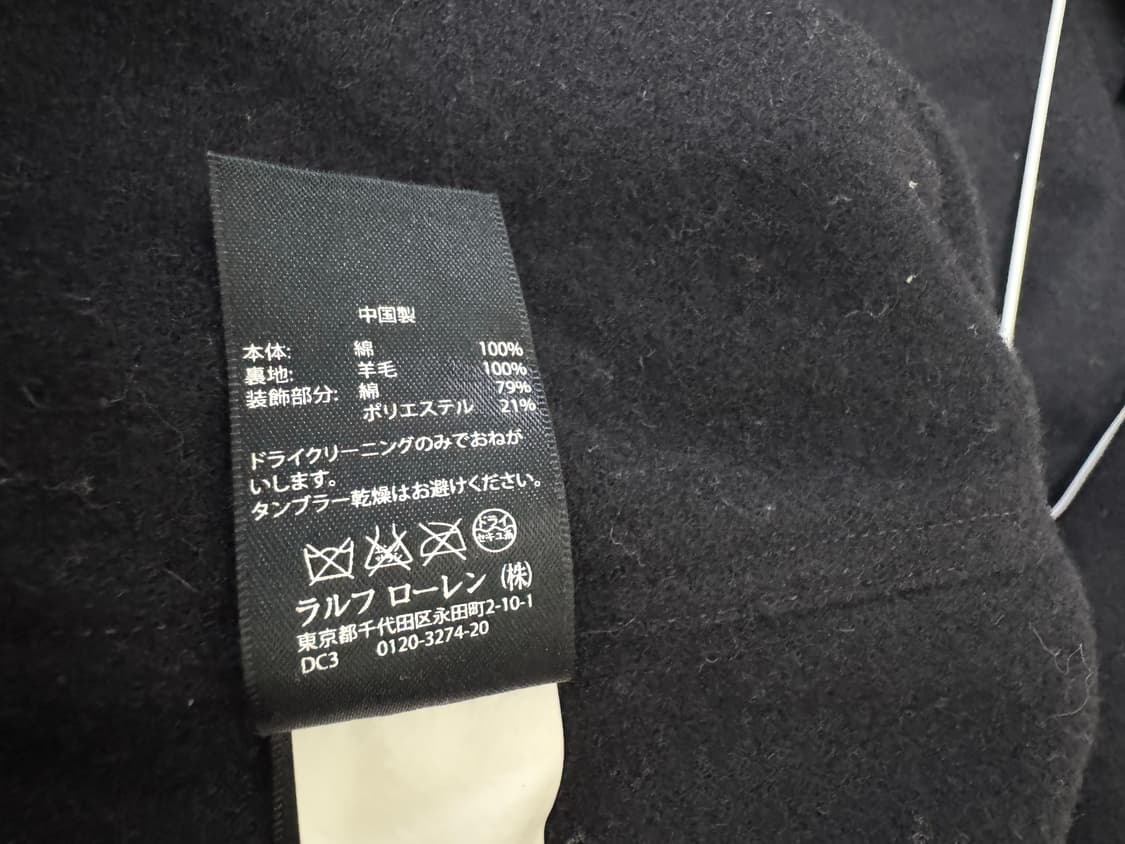 中国製
本体: 綿 100%
裏地: 羊毛 100%
装飾部分: 綿 79%
ポリエステル 21%
ドライクリーニングのみでおねが
いします。
タンブラー乾燥はお避けください。
ドライ
セキユ系
ラルフ ローレン (株)
東京都千代田区永田町2-10-1
DC3 0120-3274-20